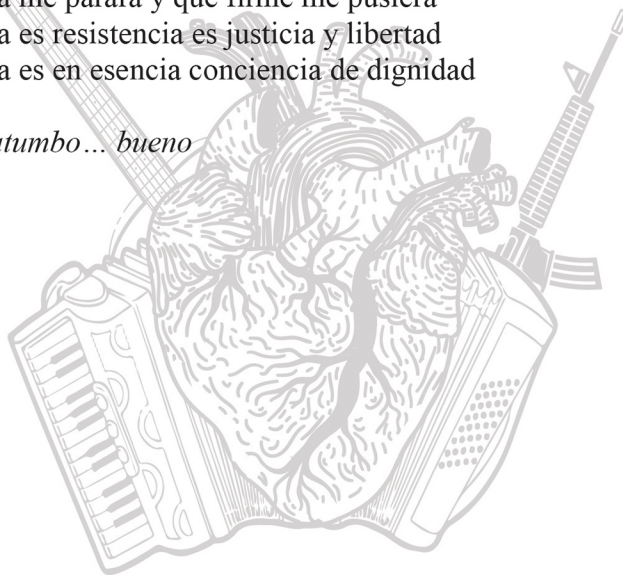 me parara y que firme me pusiera
a es resistencia es justicia y libertad
a es en esencia conciencia de dignidad
atumbo... bueno